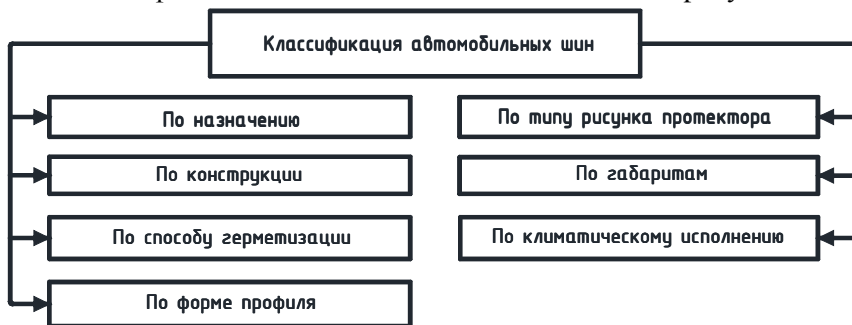 Классификация автомобильных шин
По назначению
По конструкции
По способу герметизации
По форме профиля
По типу рисунка протектора
По габаритам
По климатическому исполнению